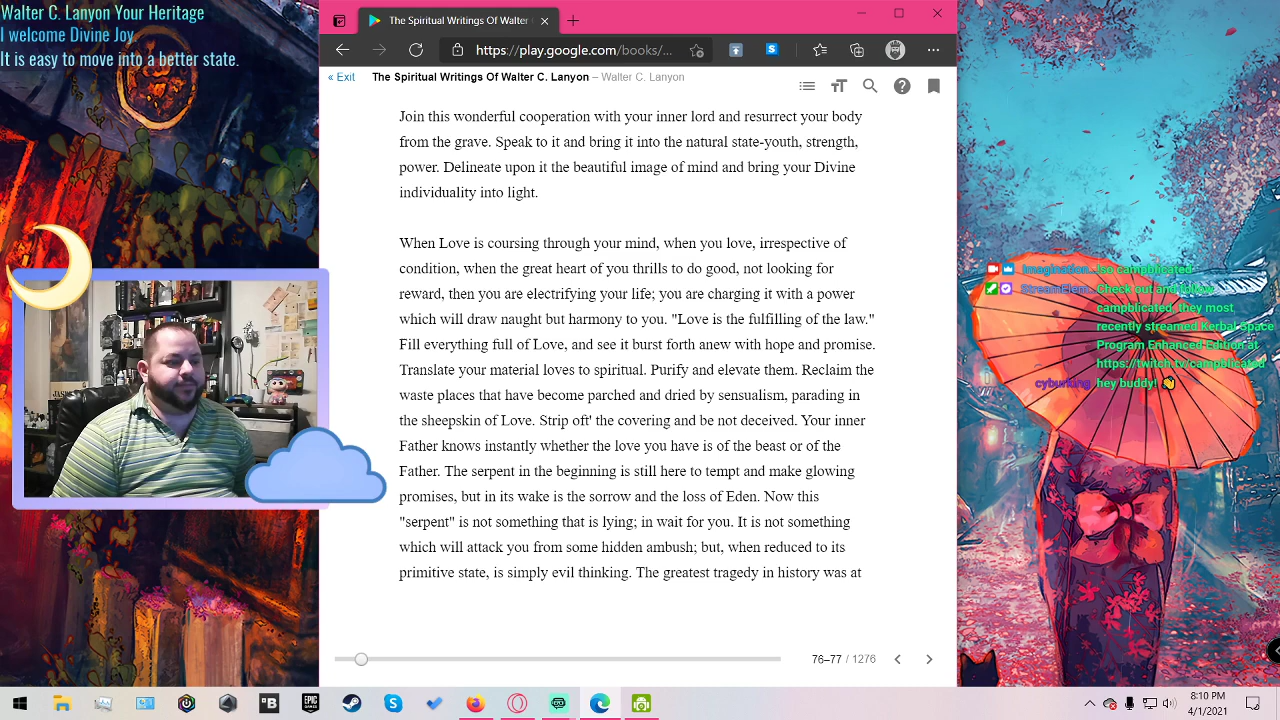 Walter C. Lanyon Your Heritage
I welcome Divine Joy
It is easy to move into a better state.
The Spiritual Writings Of Walter
https://play.google.com/books/...
« Exit
The Spiritual Writings Of Walter C. Lanyon – Walter C. Lanyon
Join this wonderful cooperation with your inner lord and resurrect your body
from the grave. Speak to it and bring it into the natural state-youth, strength,
power. Delineate upon it the beautiful image of mind and bring your Divine
individuality into light.
When Love is coursing through your mind, when you love, irrespective of
condition, when the great heart of you thrills to do good, not looking for
reward, then you are electrifying your life; you are charging it with a power
which will draw naught but harmony to you. "Love is the fulfilling of the law."
Fill everything full of Love, and see it burst forth anew with hope and promise.
your material loves to spiritual. Purify and elevate them. Reclaim the
waste places that have become parched and dried by sensualism, parading in
the sheepskin of Love. Strip oft' the covering and be not deceived. Your inner
Father knows instantly whether the love you have is of the beast or of the
Father. The serpent in the beginning is still here to tempt and make glowing
promises, but in its wake is the sorrow and the loss of Eden. Now this
"serpent" is not something that is lying; in wait for you. It is not something
which will attack you from some hidden ambush; but, when reduced to its
primitive state, is simply evil thinking. The greatest tragedy in history was at
76–77 / 1276
Imagination... !so campblicated
StreamElem... Check out and follow
campblicated, they most
recently streamed Kerbal Space
Program Enhanced Edition at
https://twitch.tv/campblicated
cyburking hey buddy!
8:10 PM
4/1/2021